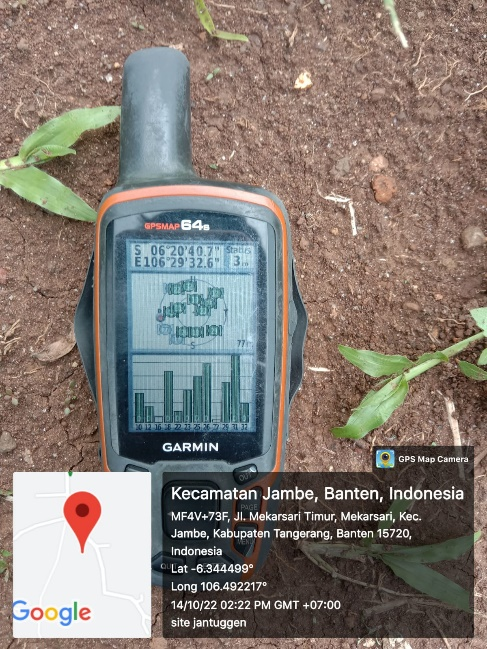 GPSMAP 64s
S 06°20'40.7" Status
E106°29'32.6" 3m
S
77m
GARMIN
GPS Map Camera
Kecamatan Jambe, Banten, Indonesia
MF4V+73F, Jl. Mekarsari Timur, Mekarsari, Kec.
Jambe, Kabupaten Tangerang, Banten 15720,
Indonesia
Lat -6.344499°
Long 106.492217°
14/10/22 02:22 PM GMT +07:00
site jantuggen
Google